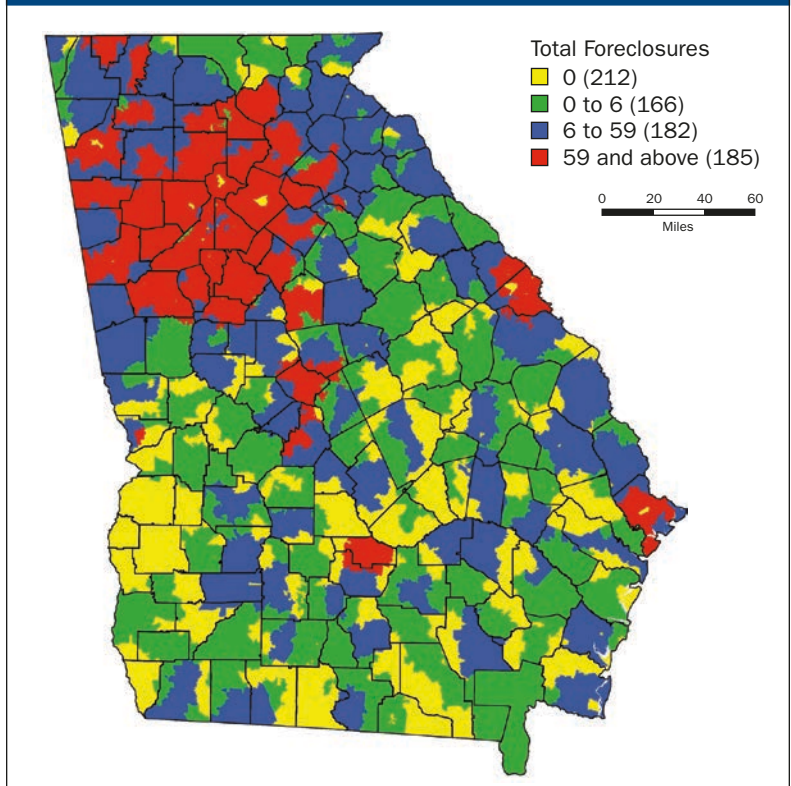 Total Foreclosures
0 (212)
0 to 6 (166)
6 to 59 (182)
59 and above (185)
0 20 40 60
Miles